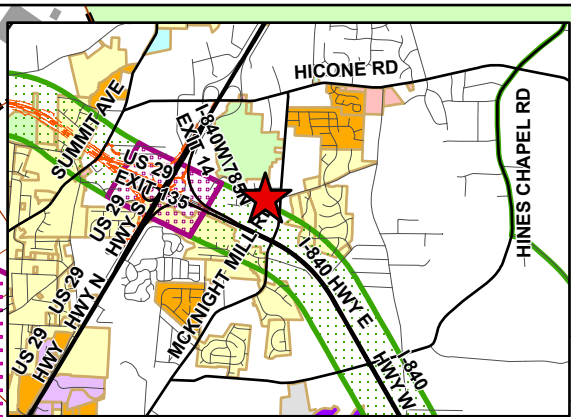 HICONE RD
SUMMIT AVE
HINES CHAPEL RD
I-840W\785
EXIT 14
US 29
EXIT 135
US 29
HWY S
MCKNIGHT MILL
I-840 HWY E
US 29
HWY N
US 29
HWY
I-840
HWY W